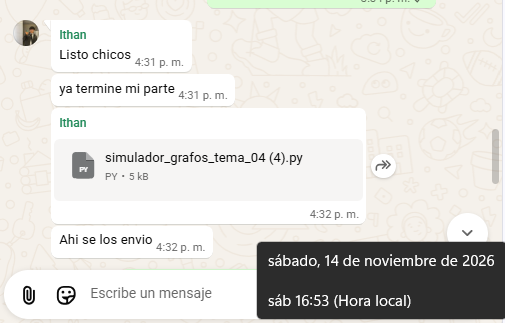 Ithan
Listo chicos 4:31 p. m.
ya termine mi parte 4:31 p. m.
Ithan
simulador_grafos_tema_04 (4).py
PY
PY • 5 kB
4:32 p. m.
Ahi se los envio 4:32 p. m.
sábado, 14 de noviembre de 2026
Escribe un mensaje
sáb 16:53 (Hora local)